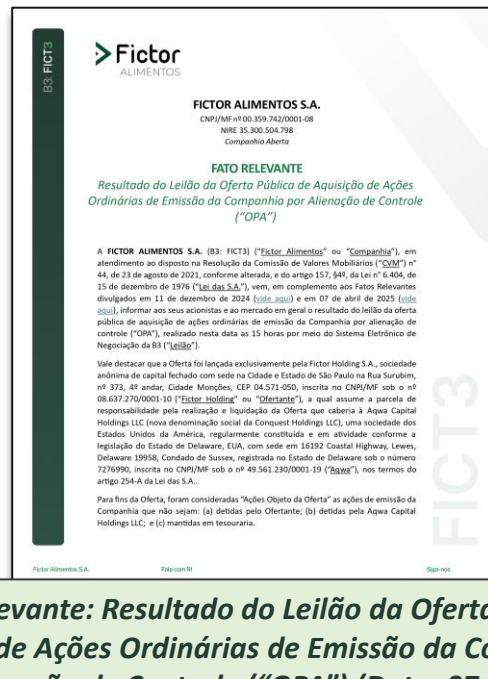 B3: FICT3
Fictor
ALIMENTOS
FICTOR ALIMENTOS S.A.
CNPJ/MF nº 00.359.742/0001-08
NIRE 35.300.504.798
Companhia Aberta
FATO RELEVANTE
Resultado do Leilão da Oferta Pública de Aquisição de Ações
Ordinárias de Emissão da Companhia por Alienação de Controle
("OPA")
A FICTOR ALIMENTOS S.A. (B3: FICT3) ("Fictor Alimentos" ou "Companhia"), em
atendimento ao disposto na Resolução da Comissão de Valores Mobiliários ("CVM") n°
44, de 23 de agosto de 2021, conforme alterada, e do artigo 157, §4º, da Lei n° 6.404, de
15 de dezembro de 1976 ("Lei das S.A."), vem, em complemento aos Fatos Relevantes
divulgados em 11 de dezembro de 2024 (vide aqui) e em 07 de abril de 2025 (vide
aqui), informar aos seus acionistas e ao mercado em geral o resultado do leilão da oferta
pública de aquisição de ações ordinárias de emissão da Companhia por alienação de
controle ("OPA"), realizado nesta data as 15 horas por meio do Sistema Eletrônico de
Negociação da B3 ("Leilão").
Vale destacar que a Oferta foi lançada exclusivamente pela Fictor Holding S.A., sociedade
anônima de capital fechado com sede na Cidade e Estado de São Paulo na Rua Surubim,
nº 373, 4º andar, Cidade Monções, CEP 04.571-050, inscrita no CNPJ/MF sob o nº
08.637.270/0001-10 ("Fictor Holding" ou "Ofertante"), a qual assume a parcela de
responsabilidade pela realização e liquidação da Oferta que caberia à Aqwa Capital
Holdings LLC (nova denominação social da Conquest Holdings LLC), uma sociedade dos
Estados Unidos da América, regularmente constituída e em atividade conforme a
legislação do Estado de Delaware, EUA, com sede em 16192 Coastal Highway, Lewes,
Delaware 19958, Condado de Sussex, registrada no Estado de Delaware sob o número
7276990, inscrita no CNPJ/MF sob o nº 49.561.230/0001-19 ("Aqwa"), nos termos do
artigo 254-A da Lei das S.A..
Para fins da Oferta, foram consideradas "Ações Objeto da Oferta" as ações de emissão da
Companhia que não sejam: (a) detidas pelo Ofertante; (b) detidas pela Aqwa Capital
Holdings LLC; e (c) mantidas em tesouraria.
FICT3
Fictor Alimentos S.A. Fale com RI Siga-nos
evante: Resultado do Leilão da Oferta
de Ações Ordinárias de Emissão da Co